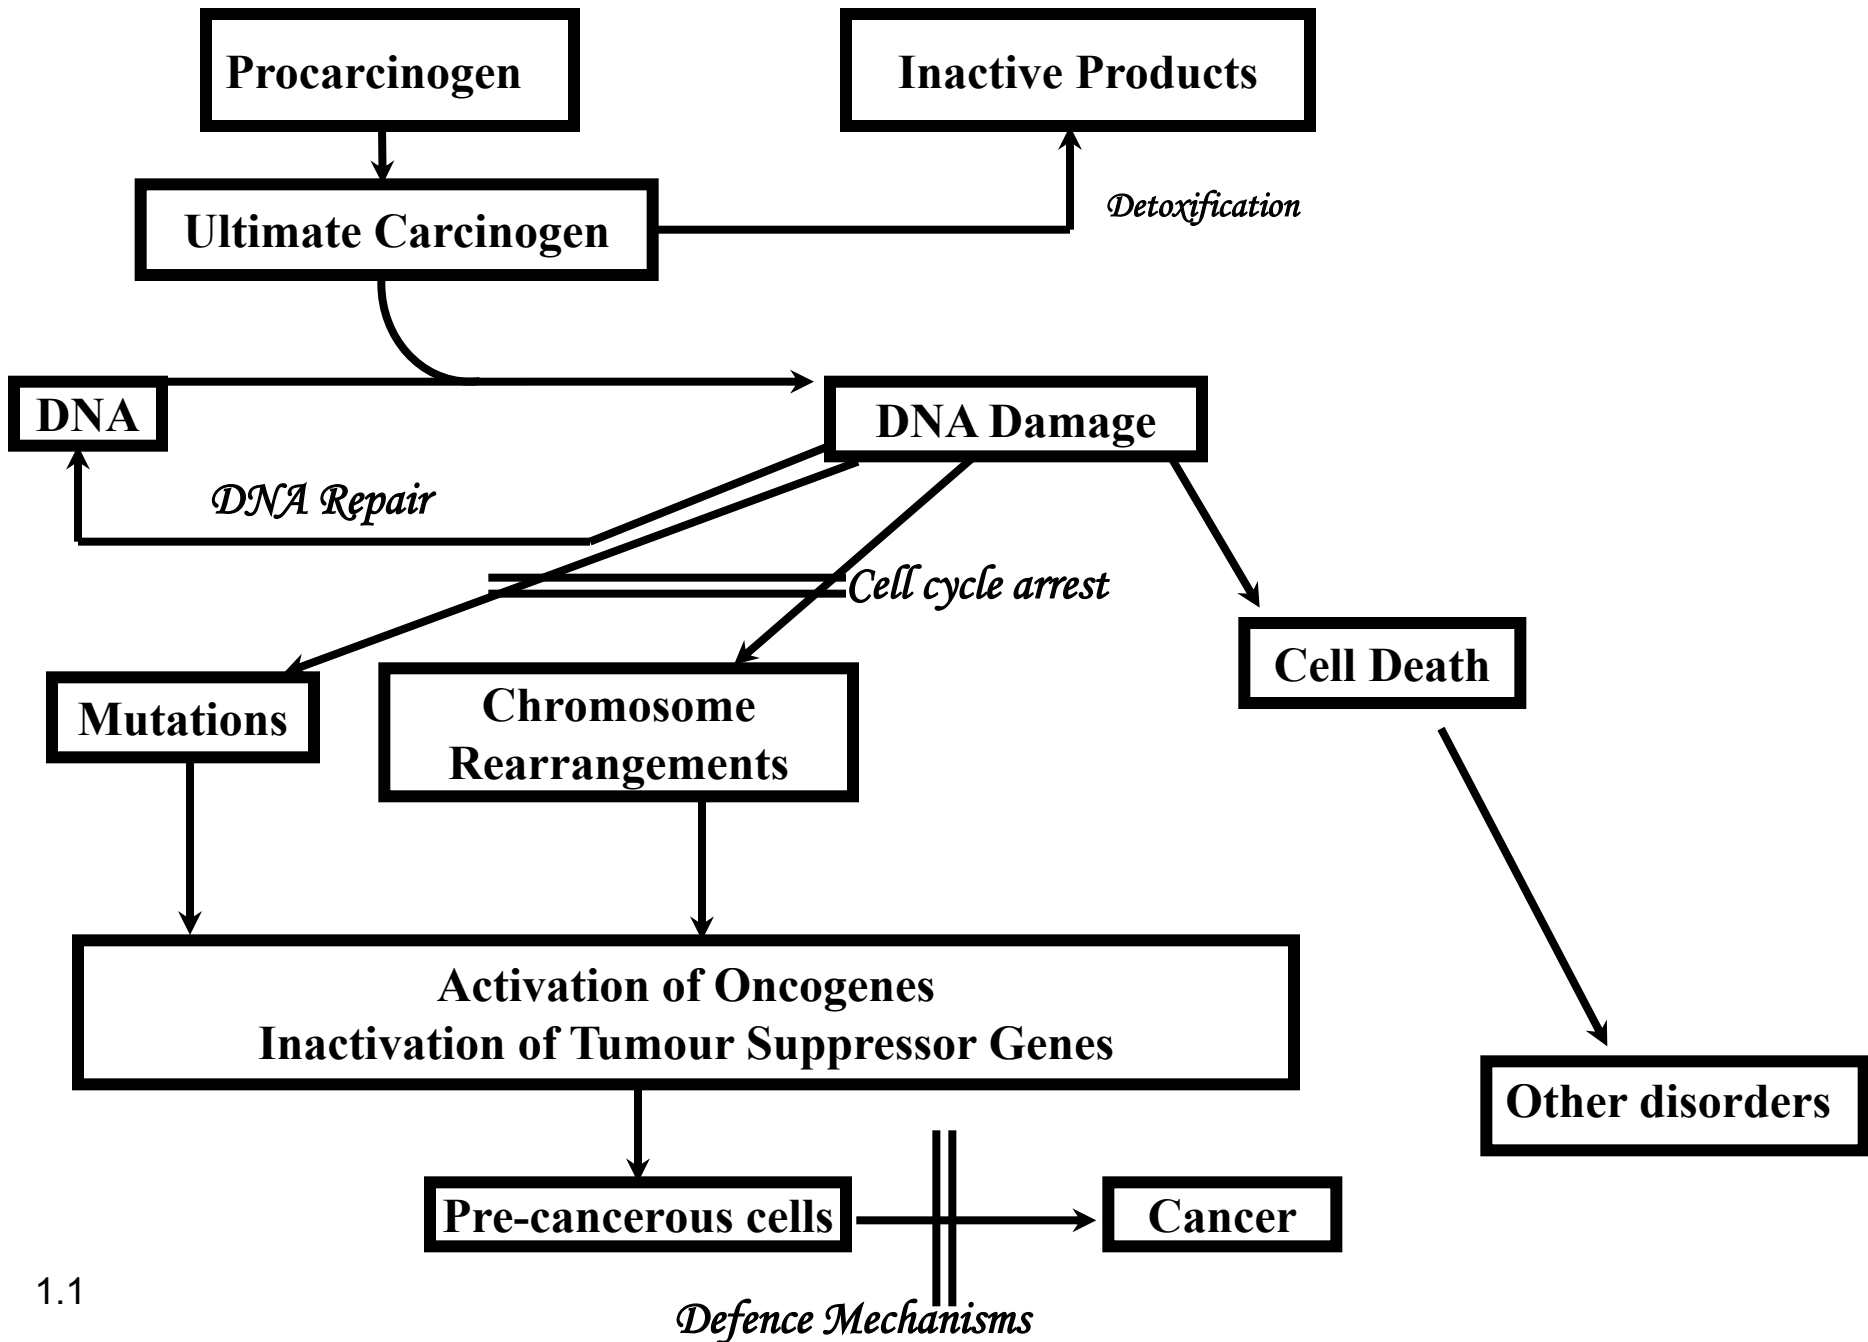 Procarcinogen
Inactive Products
Ultimate Carcinogen
Detoxification
DNA
DNA Damage
DNA Repair
Cell cycle arrest
Cell Death
Mutations
Chromosome
Rearrangements
Activation of Oncogenes
Inactivation of Tumour Suppressor Genes
Other disorders
Pre-cancerous cells
Cancer
1.1
Defence Mechanisms